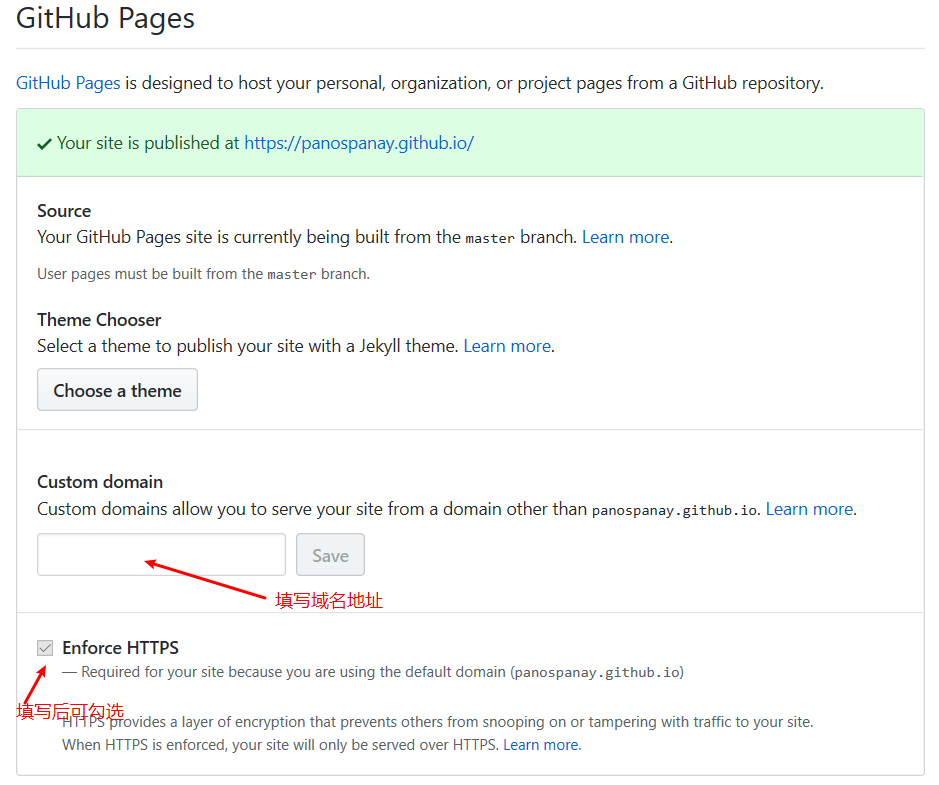 GitHub Pages
GitHub Pages is designed to host your personal, organization, or project pages from a GitHub repository.
Your site is published at https://panospanay.github.io/
Source
Your GitHub Pages site is currently being built from the master branch. Learn more.
User pages must be built from the master branch.
Theme Chooser
Select a theme to publish your site with a Jekyll theme. Learn more.
Choose a theme
Custom domain
Custom domains allow you to serve your site from a domain other than panospanay.github.io. Learn more.
Save
填写域名地址
Enforce HTTPS
— Required for your site because you are using the default domain (panospanay.github.io)
填写后可勾选
HTTPS provides a layer of encryption that prevents others from snooping on or tampering with traffic to your site.
When HTTPS is enforced, your site will only be served over HTTPS. Learn more.